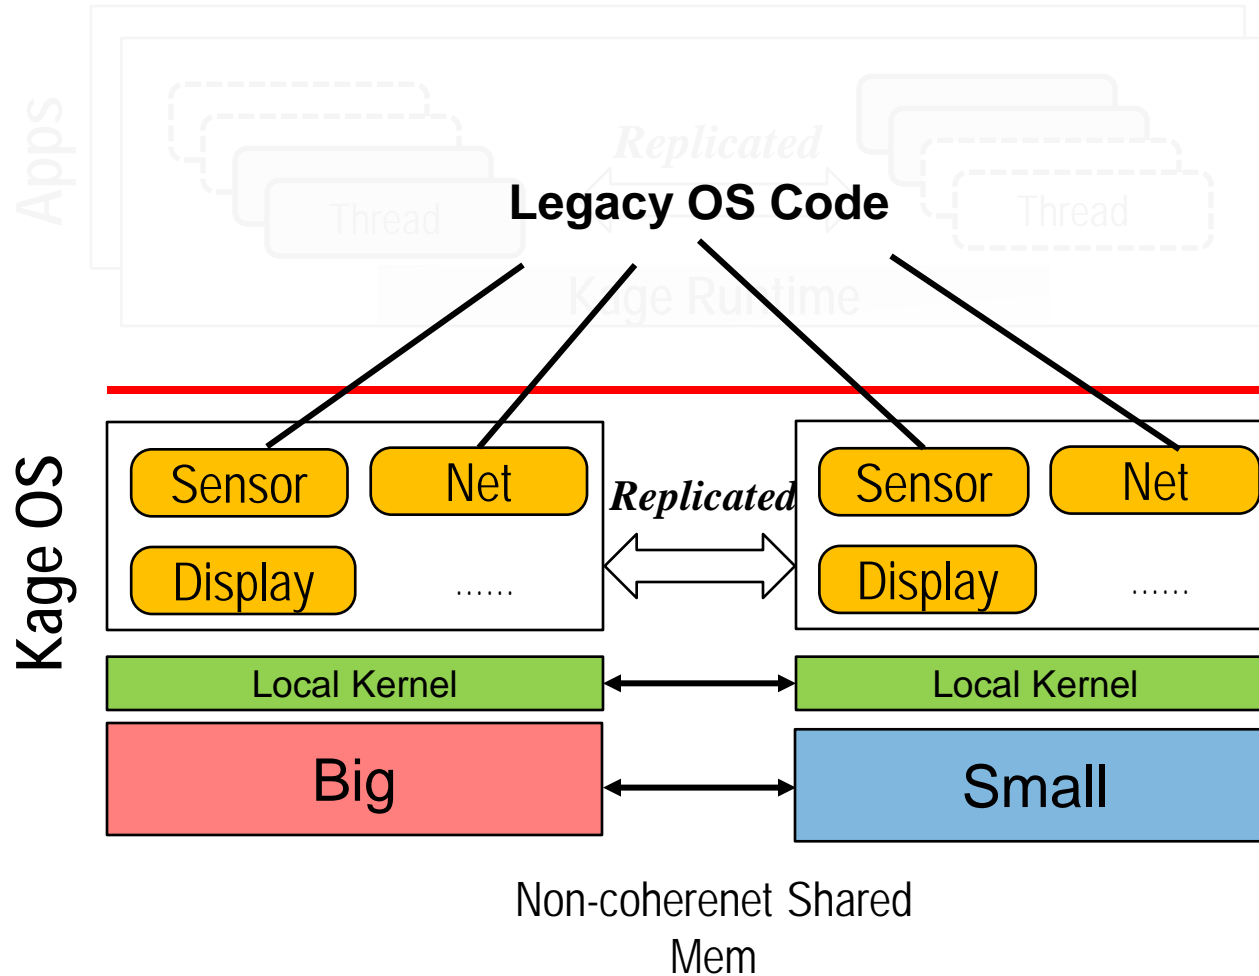 Apps
Replicated
Thread
Thread
Legacy OS Code
Kage Runtime
Kage OS
Sensor
Net
Display
......
Replicated
Sensor
Net
Display
......
Local Kernel
Local Kernel
Big
Small
Non-coherenet Shared
Mem